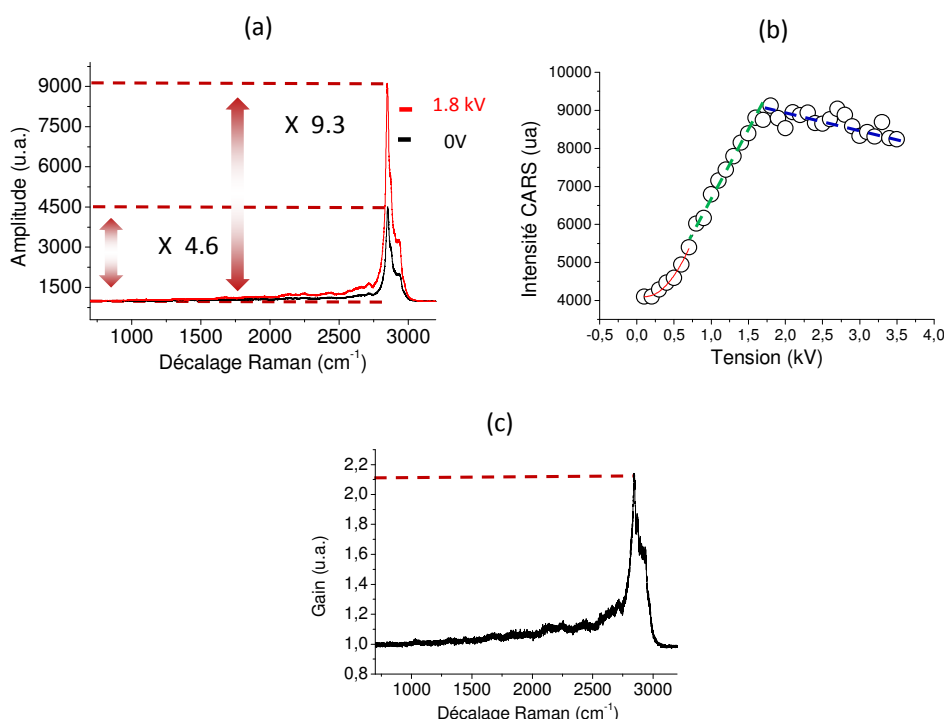 (a)
Amplitude (u.a.)
9000
7500
6000
4500
3000
1500
X 9.3
X 4.6
1.8 kV
0V
1000 1500 2000 2500 3000
Décalage Raman (cm-1)
(b)
Intensité CARS (ua)
10000
9000
8000
7000
6000
5000
4000
-0,5 0,0 0,5 1,0 1,5 2,0 2,5 3,0 3,5 4,0
Tension (kV)
(c)
Gain (u.a.)
2,2
2,0
1,8
1,6
1,4
1,2
1,0
0,8
1000 1500 2000 2500 3000
Décalage Raman (cm-1)